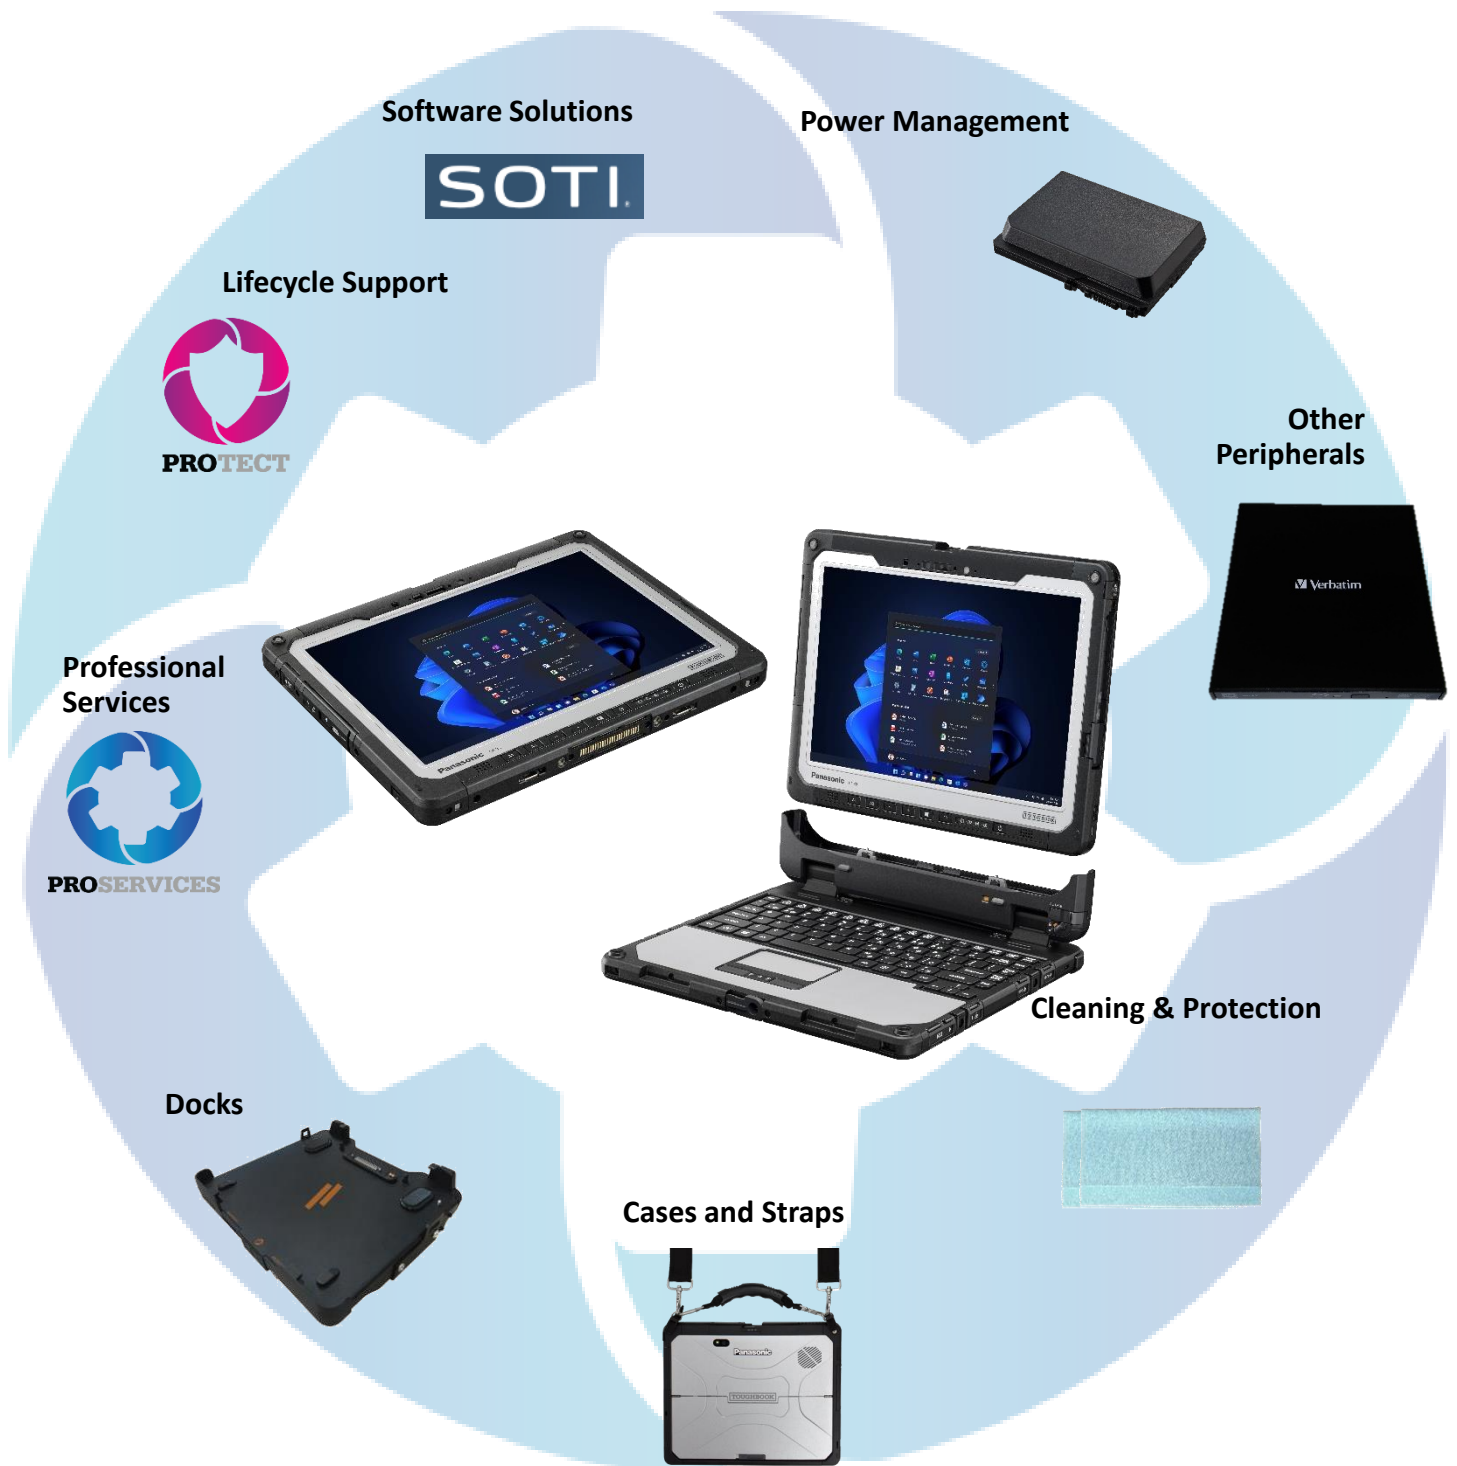 Software Solutions
SOTI
Power Management
Lifecycle Support
PROTECT
Other
Peripherals
Verbatim
Professional
Services
PROSERVICES
Panasonic
Panasonic
Cleaning & Protection
Docks
Cases and Straps
Panasonic
TOUGHBOOK